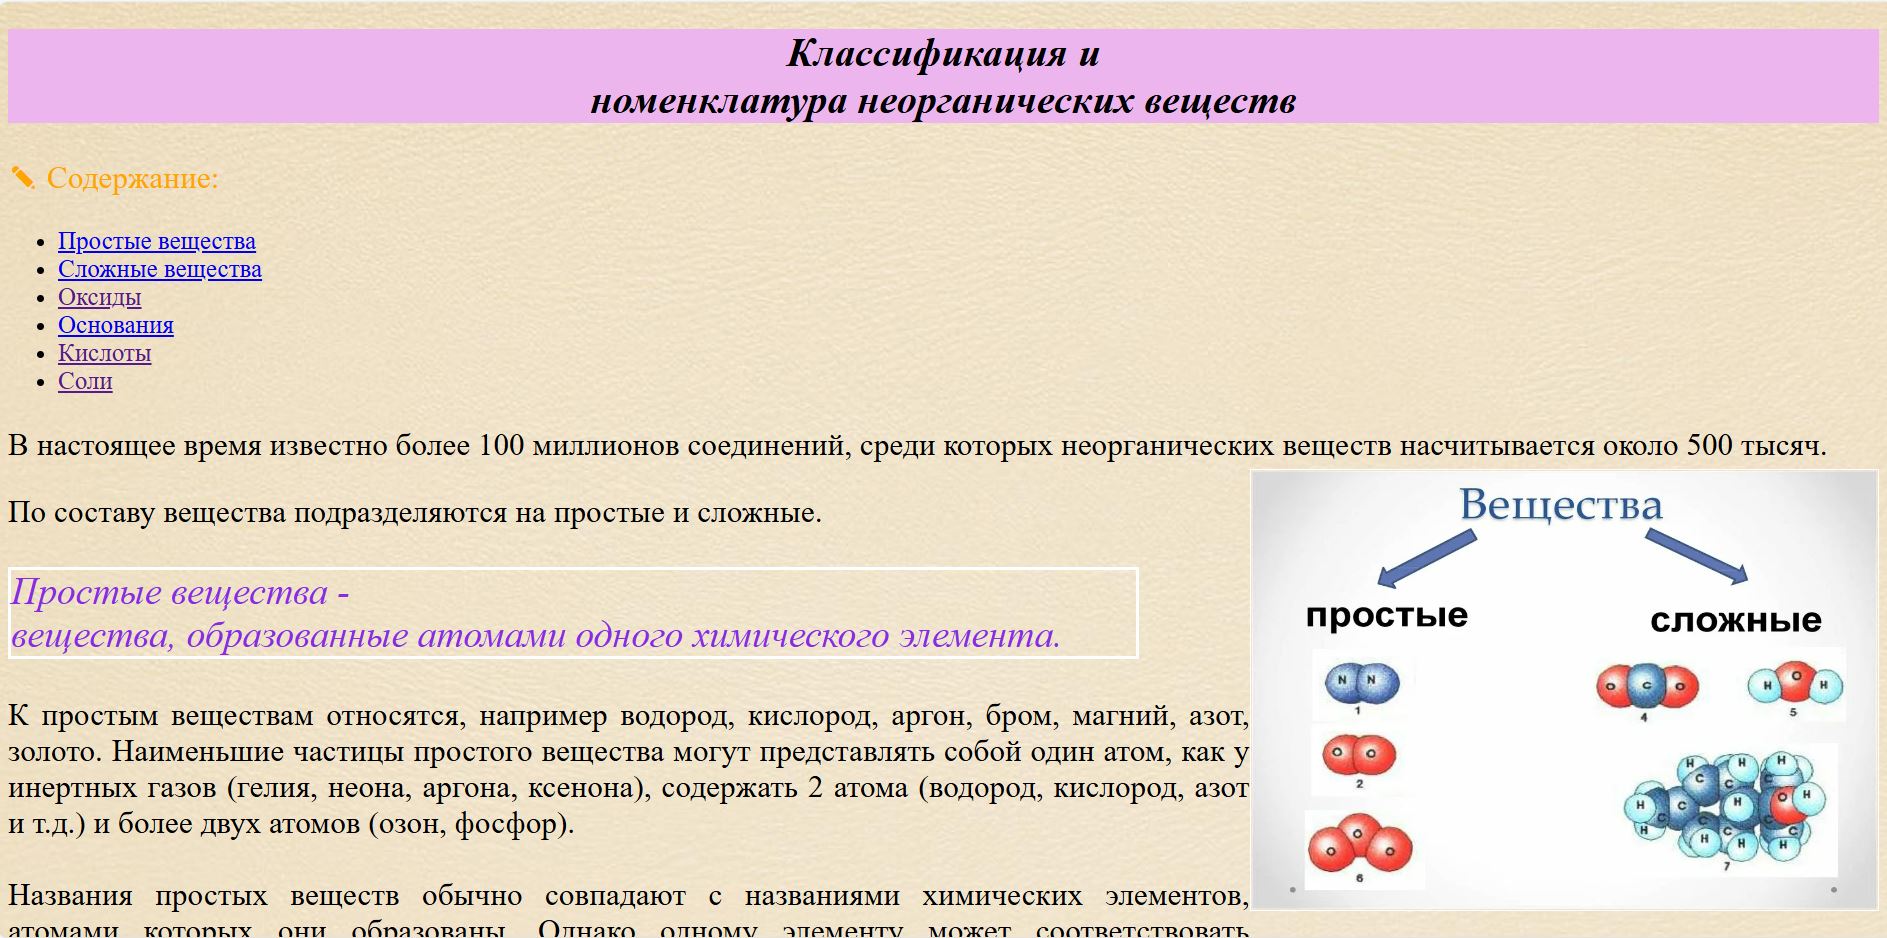 Классификация и
номенклатура неорганических веществ
✏ Содержание:
Простые вещества
Сложные вещества
Оксиды
Основания
Кислоты
Соли
В настоящее время известно более 100 миллионов соединений, среди которых неорганических веществ насчитывается около 500 тысяч.
По составу вещества подразделяются на простые и сложные.
Простые вещества -
вещества, образованные атомами одного химического элемента.
К простым веществам относятся, например водород, кислород, аргон, бром, магний, азот,
золото. Наименьшие частицы простого вещества могут представлять собой один атом, как у
инертных газов (гелия, неона, аргона, ксенона), содержать 2 атома (водород, кислород, азот
и т.д.) и более двух атомов (озон, фосфор).
Названия простых веществ обычно совпадают с названиями химических элементов,
атомами которых они образованы. Однако одному элементу может соответствовать
Вещества
простые
сложные
N N
1
O O
2
O O O
6
O C O
4
H O H
5
H H H C C C H O H H C C C H H H H H
7